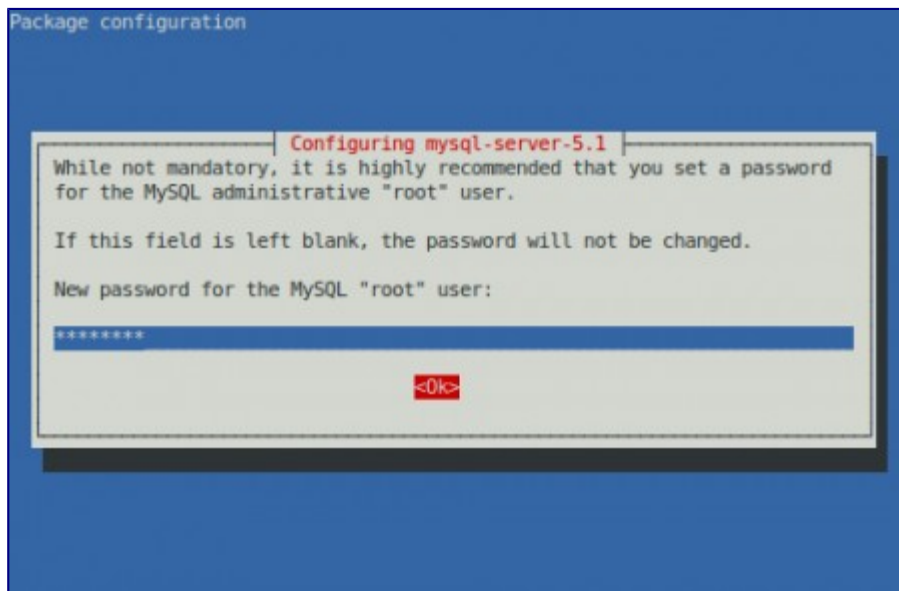 Package configuration
Configuring mysql-server-5.1
While not mandatory, it is highly recommended that you set a password
for the MySQL administrative "root" user.
If this field is left blank, the password will not be changed.
New password for the MySQL "root" user:
********
<Ok>